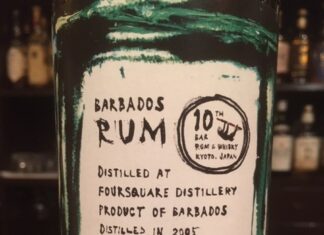 BARBADOS
RUM
10TH
BAR
RUM & WHISKY
KYOTO, JAPAN
DISTILLED AT
FOURSQUARE DISTILLERY
PRODUCT OF BARBADOS
DISTILLED IN 2005